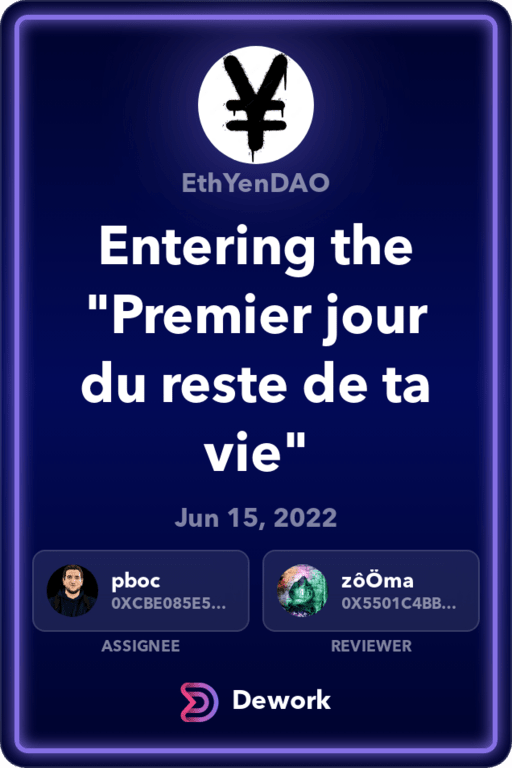 ¥
EthYenDAO
Entering the
"Premier jour
du reste de ta
vie"
Jun 15, 2022
pboc
0XCBE085E5...
ASSIGNEE
zôÖma
0X5501C4BB...
REVIEWER
Dework